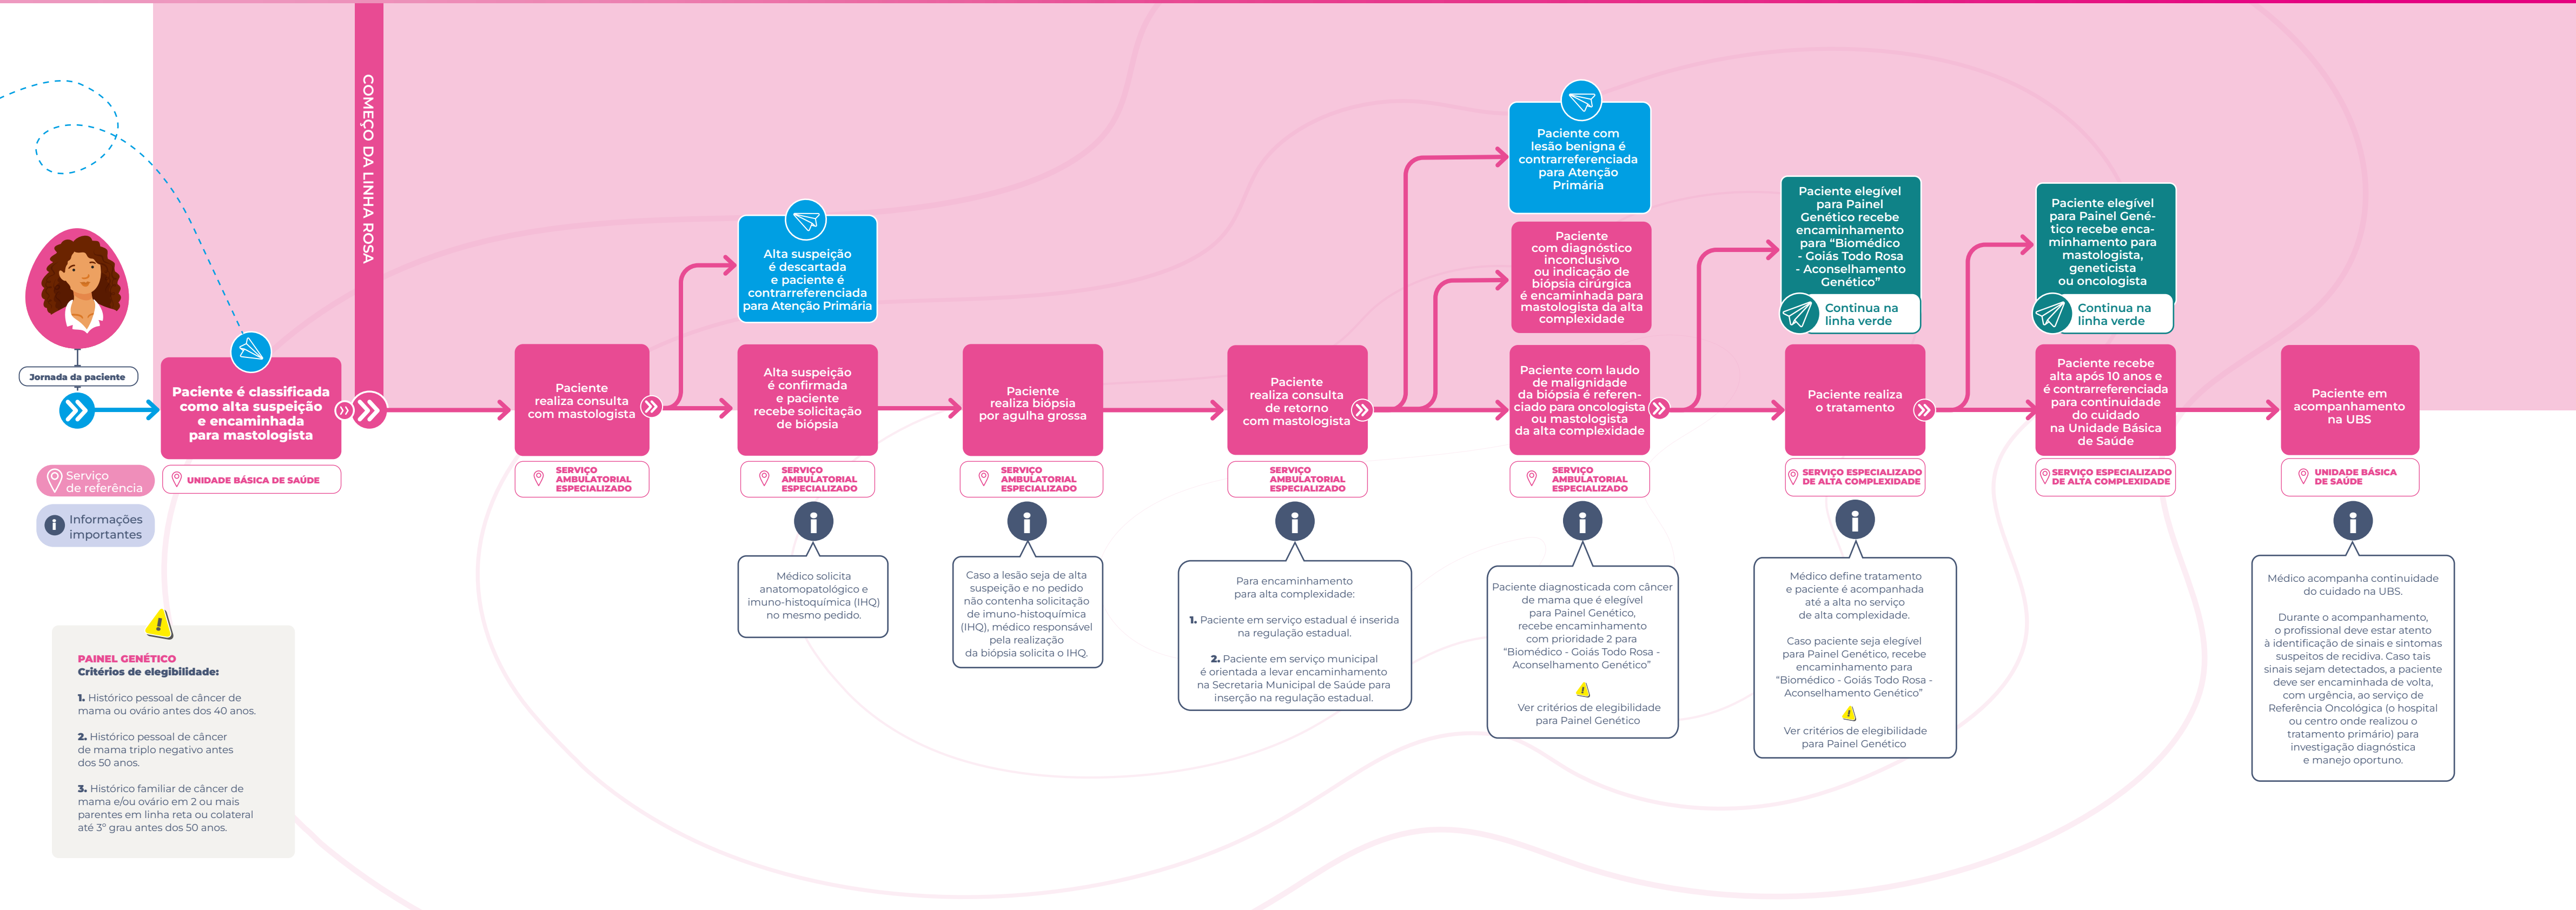 COMEÇO DA LINHA ROSA
Jornada da paciente
Serviço
de referência
Informações
importantes
Paciente é classificada
como alta suspeição
e encaminhada
para mastologista
UNIDADE BÁSICA DE SAÚDE
PAINEL GENÉTICO
Critérios de elegibilidade:
1. Histórico pessoal de câncer de
mama ou ovário antes dos 40 anos.
2. Histórico pessoal de câncer
de mama triplo negativo antes
dos 50 anos.
3. Histórico familiar de câncer de
mama e/ou ovário em 2 ou mais
parentes em linha reta ou colateral
até 3º grau antes dos 50 anos.
Paciente
realiza consulta
com mastologista
SERVIÇO
AMBULATORIAL
ESPECIALIZADO
Alta suspeição
é descartada
e paciente é
contrarreferenciada
para Atenção Primária
Alta suspeição
é confirmada
e paciente
recebe solicitação
de biópsia
SERVIÇO
AMBULATORIAL
ESPECIALIZADO
Médico solicita
anatomopatológico e
imuno-histoquímica (IHQ)
no mesmo pedido.
Paciente
realiza biópsia
por agulha grossa
SERVIÇO
AMBULATORIAL
ESPECIALIZADO
Caso a lesão seja de alta
suspeição e no pedido
não contenha solicitação
de imuno-histoquímica
(IHQ), médico responsável
pela realização
da biópsia solicita o IHQ.
Paciente
realiza consulta
de retorno
com mastologista
SERVIÇO
AMBULATORIAL
ESPECIALIZADO
Para encaminhamento
para alta complexidade:
1. Paciente em serviço estadual é inserida
na regulação estadual.
2. Paciente em serviço municipal
é orientada a levar encaminhamento
na Secretaria Municipal de Saúde para
inserção na regulação estadual.
Paciente com
lesão benigna é
contrarreferenciada
para Atenção
Primária
Paciente
com diagnóstico
inconclusivo
ou indicação de
biópsia cirúrgica
é encaminhada para
mastologista da alta
complexidade
Paciente com laudo
de malignidade
da biópsia é referen-
ciado para oncologista
ou mastologista
da alta complexidade
SERVIÇO
AMBULATORIAL
ESPECIALIZADO
Paciente diagnosticada com câncer
de mama que é elegível
para Painel Genético,
recebe encaminhamento
com prioridade 2 para
“Biomédico - Goiás Todo Rosa -
Aconselhamento Genético”
Ver critérios de elegibilidade
para Painel Genético
Paciente elegível
para Painel
Genético recebe
encaminhamento
para “Biomédico
- Goiás Todo Rosa
- Aconselhamento
Genético”
Continua na
linha verde
Paciente realiza
o tratamento
SERVIÇO ESPECIALIZADO
DE ALTA COMPLEXIDADE
Médico define tratamento
e paciente é acompanhada
até a alta no serviço
de alta complexidade.
Caso paciente seja elegível
para Painel Genético, recebe
encaminhamento para
“Biomédico - Goiás Todo Rosa -
Aconselhamento Genético”
Ver critérios de elegibilidade
para Painel Genético
Paciente elegível
para Painel Gené-
tico recebe enca-
minhamento para
mastologista,
geneticista
ou oncologista
Continua na
linha verde
Paciente recebe
alta após 10 anos e
é contrarreferenciada
para continuidade
do cuidado
na Unidade Básica
de Saúde
SERVIÇO ESPECIALIZADO
DE ALTA COMPLEXIDADE
Paciente em
acompanhamento
na UBS
UNIDADE BÁSICA
DE SAÚDE
Médico acompanha continuidade
do cuidado na UBS.
Durante o acompanhamento,
o profissional deve estar atento
à identificação de sinais e sintomas
suspeitos de recidiva. Caso tais
sinais sejam detectados, a paciente
deve ser encaminhada de volta,
com urgência, ao serviço de
Referência Oncológica (o hospital
ou centro onde realizou o
tratamento primário) para
investigação diagnóstica
e manejo oportuno.